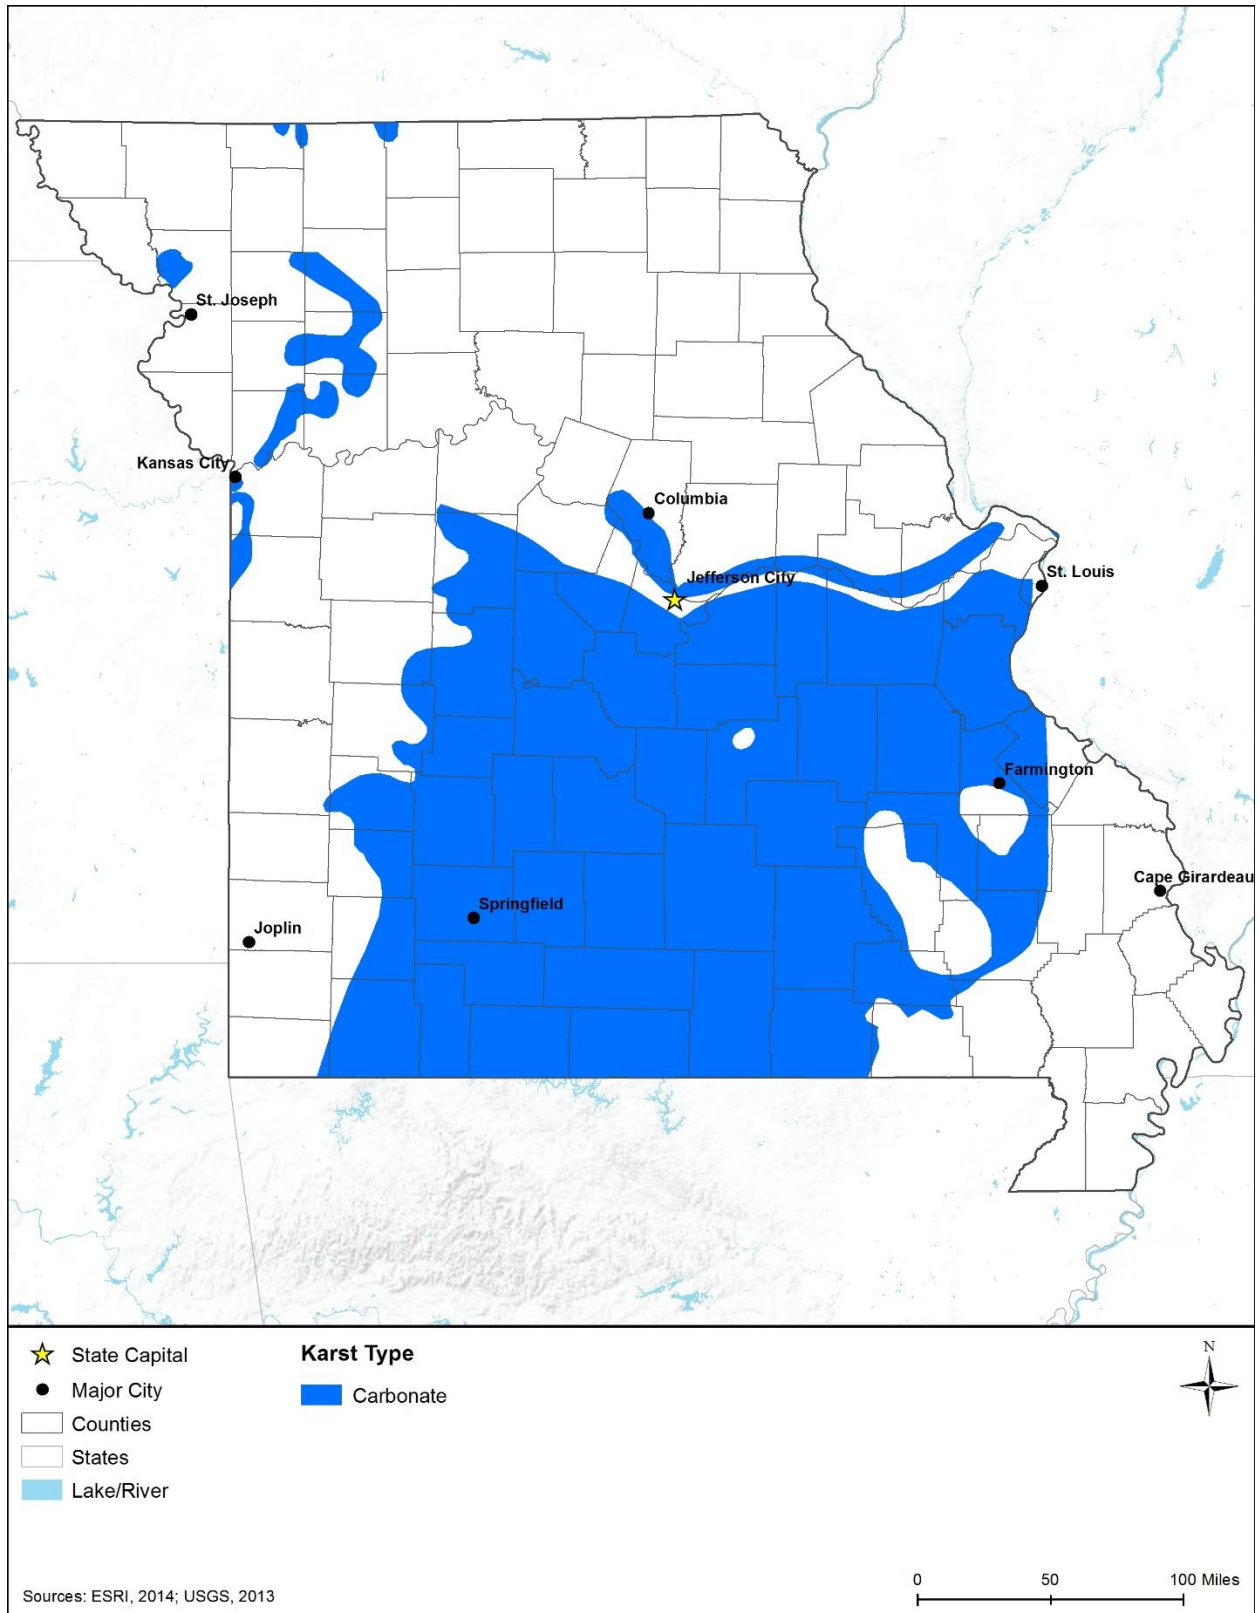 St. Joseph
Kansas City
Columbia
Jefferson City
St. Louis
Farmington
Cape Girardeau
Springfield
Joplin
State Capital
Major City
Counties
States
Lake/River
Karst Type
Carbonate
N
Sources: ESRI, 2014; USGS, 2013
0 50 100 Miles